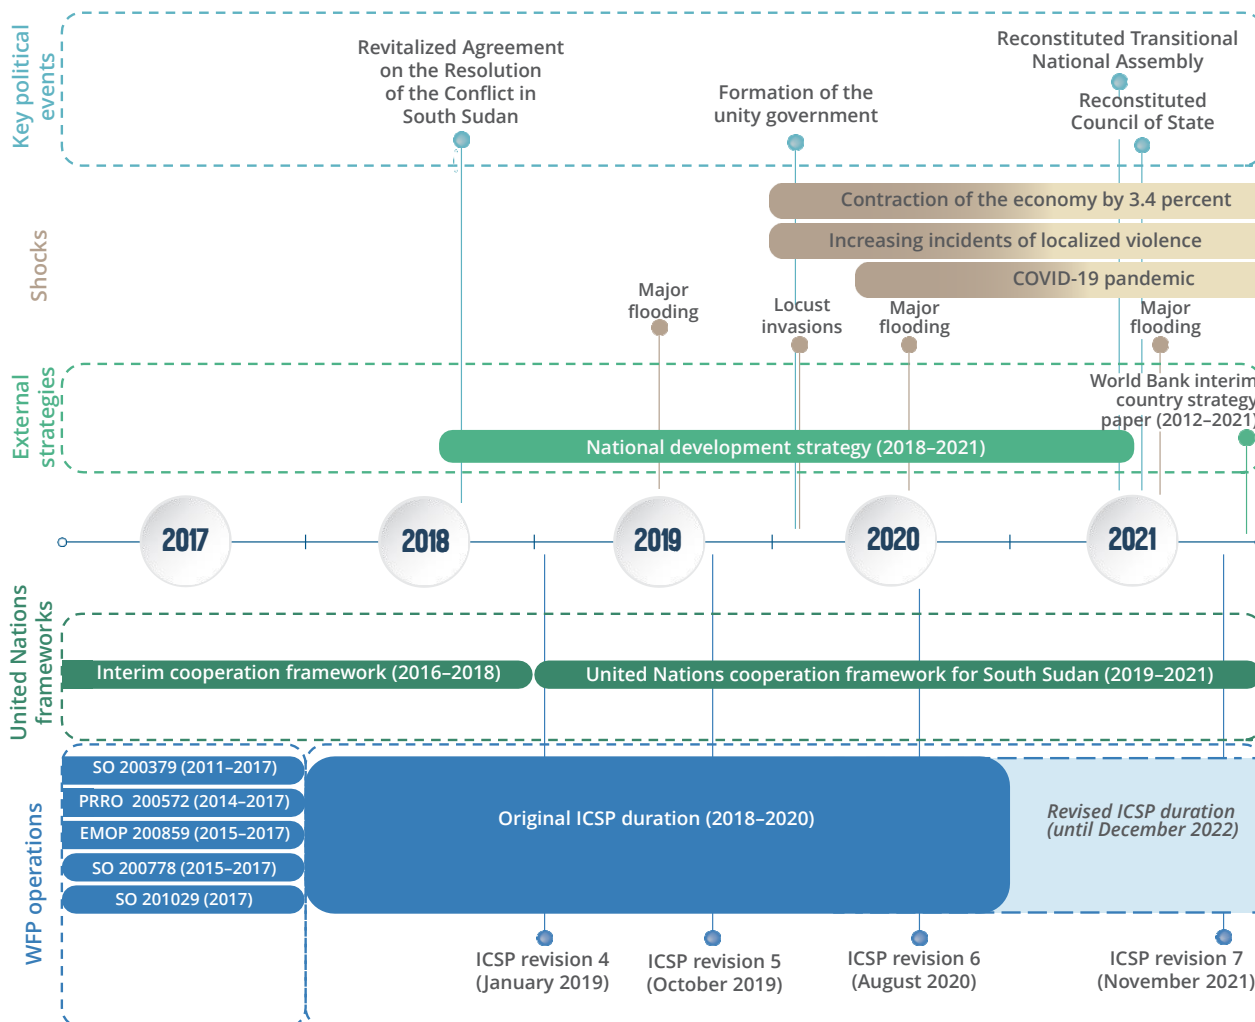 Key political
events
Revitalized Agreement
on the Resolution
of the Conflict in
South Sudan
Formation of the
unity government
Reconstituted Transitional
National Assembly
Reconstituted
Council of State
Shocks
Contraction of the economy by 3.4 percent
Increasing incidents of localized violence
COVID-19 pandemic
Major
flooding
Locust
invasions
Major
flooding
Major
flooding
External
strategies
World Bank interim
country strategy
paper (2012–2021)
National development strategy (2018–2021)
2017
2018
2019
2020
2021
United Nations
frameworks
Interim cooperation framework (2016–2018)
United Nations cooperation framework for South Sudan (2019–2021)
WFP operations
SO 200379 (2011–2017)
PRRO 200572 (2014–2017)
EMOP 200859 (2015–2017)
SO 200778 (2015–2017)
SO 201029 (2017)
Original ICSP duration (2018–2020)
Revised ICSP duration
(until December 2022)
ICSP revision 4
(January 2019)
ICSP revision 5
(October 2019)
ICSP revision 6
(August 2020)
ICSP revision 7
(November 2021)